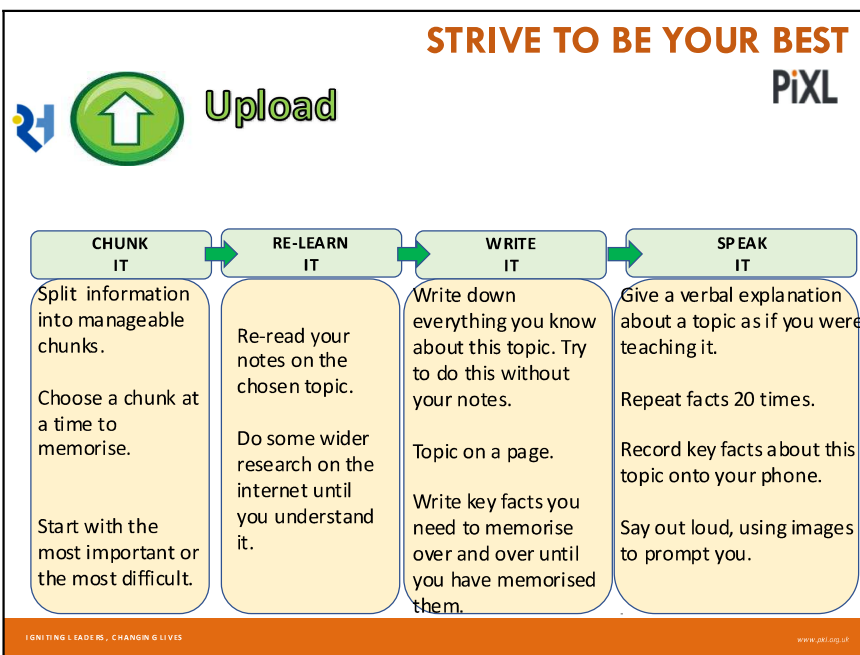 STRIVE TO BE YOUR BEST
PiXL
Upload
CHUNK
IT
RE-LEARN
IT
WRITE
IT
SPEAK
IT
Split information
into manageable
chunks.
Choose a chunk at
a time to
memorise.
Start with the
most important or
the most difficult.
Re-read your
notes on the
chosen topic.
Do some wider
research on the
internet until
you understand
it.
Write down
everything you know
about this topic. Try
to do this without
your notes.
Topic on a page.
Write key facts you
need to memorise
over and over until
you have memorised
them.
Give a verbal explanation
about a topic as if you were
teaching it.
Repeat facts 20 times.
Record key facts about this
topic onto your phone.
Say out loud, using images
to prompt you.
IGNITING LEADERS, CHANGING LIVES